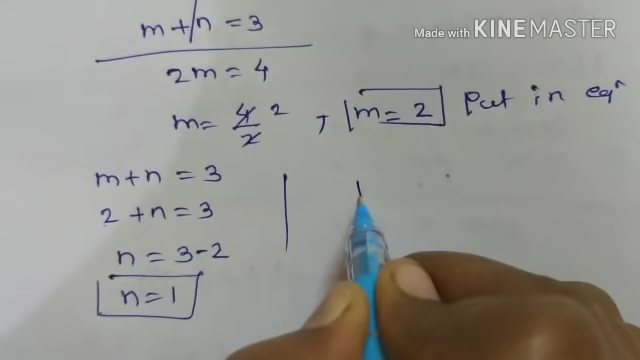 Made with KINEMASTER
m + n = 3
2m = 4
m = 4/2 2 , m = 2 Put in eqⁿ
m + n = 3
2 + n = 3
n = 3 - 2
n = 1